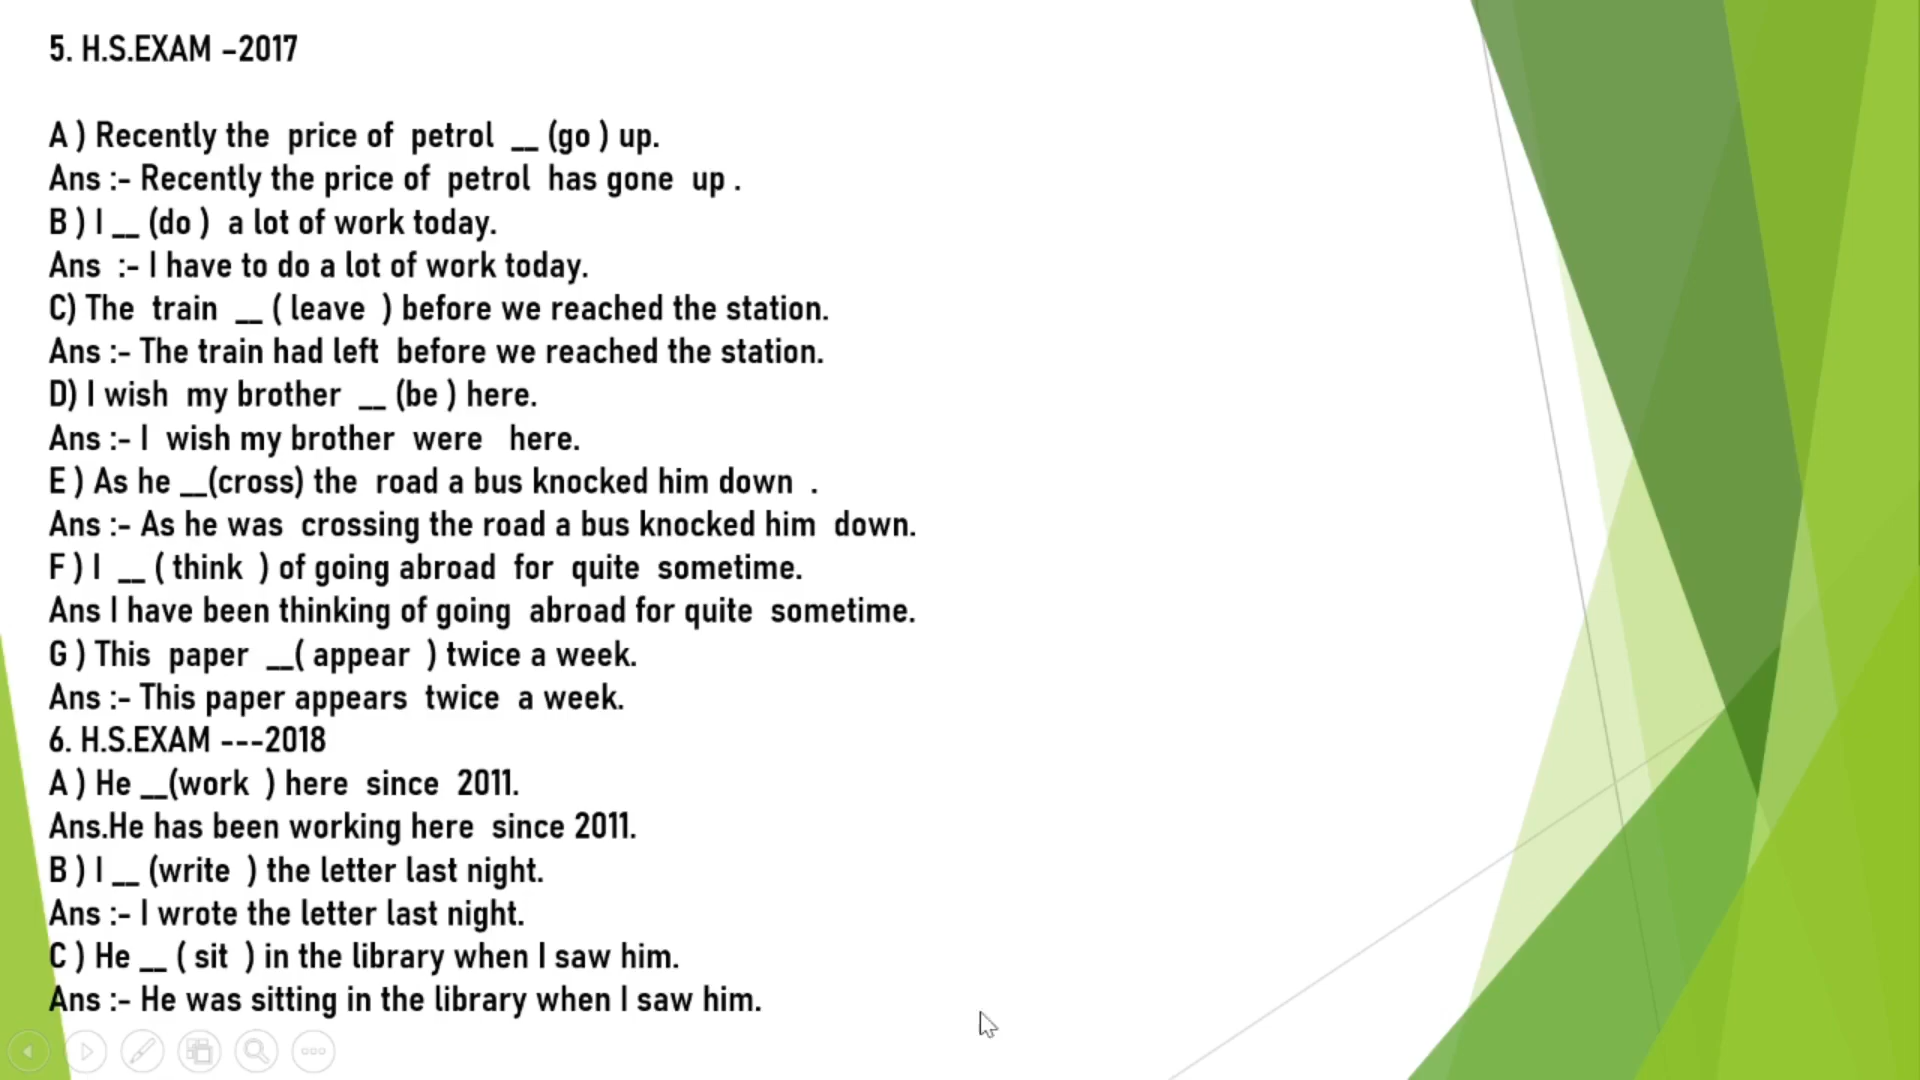 5. H.S.EXAM –2017
A ) Recently the price of petrol __ (go ) up.
Ans :- Recently the price of petrol has gone up .
B ) I __ (do ) a lot of work today.
Ans :- I have to do a lot of work today.
C) The train __ ( leave ) before we reached the station.
Ans :- The train had left before we reached the station.
D) I wish my brother __ (be ) here.
Ans :- I wish my brother were here.
E ) As he __(cross) the road a bus knocked him down .
Ans :- As he was crossing the road a bus knocked him down.
F ) I __ ( think ) of going abroad for quite sometime.
Ans I have been thinking of going abroad for quite sometime.
G ) This paper __( appear ) twice a week.
Ans :- This paper appears twice a week.
6. H.S.EXAM ---2018
A ) He __(work ) here since 2011.
Ans.He has been working here since 2011.
B ) I __ (write ) the letter last night.
Ans :- I wrote the letter last night.
C ) He __ ( sit ) in the library when I saw him.
Ans :- He was sitting in the library when I saw him.